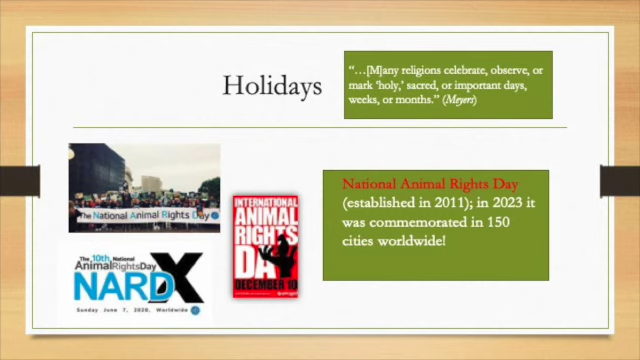 Holidays
“…[M]any religions celebrate, observe, or
mark ‘holy,’ sacred, or important days,
weeks, or months.” (Meyers)
The National Animal Rights Day
INTERNATIONAL
ANIMAL
RIGHTS
DAY
DECEMBER 10
National Animal Rights Day
(established in 2011); in 2023 it
was commemorated in 150
cities worldwide!
The 10th National
AnimalRightsDay
NARDX
Sunday June 7, 2020, Worldwide